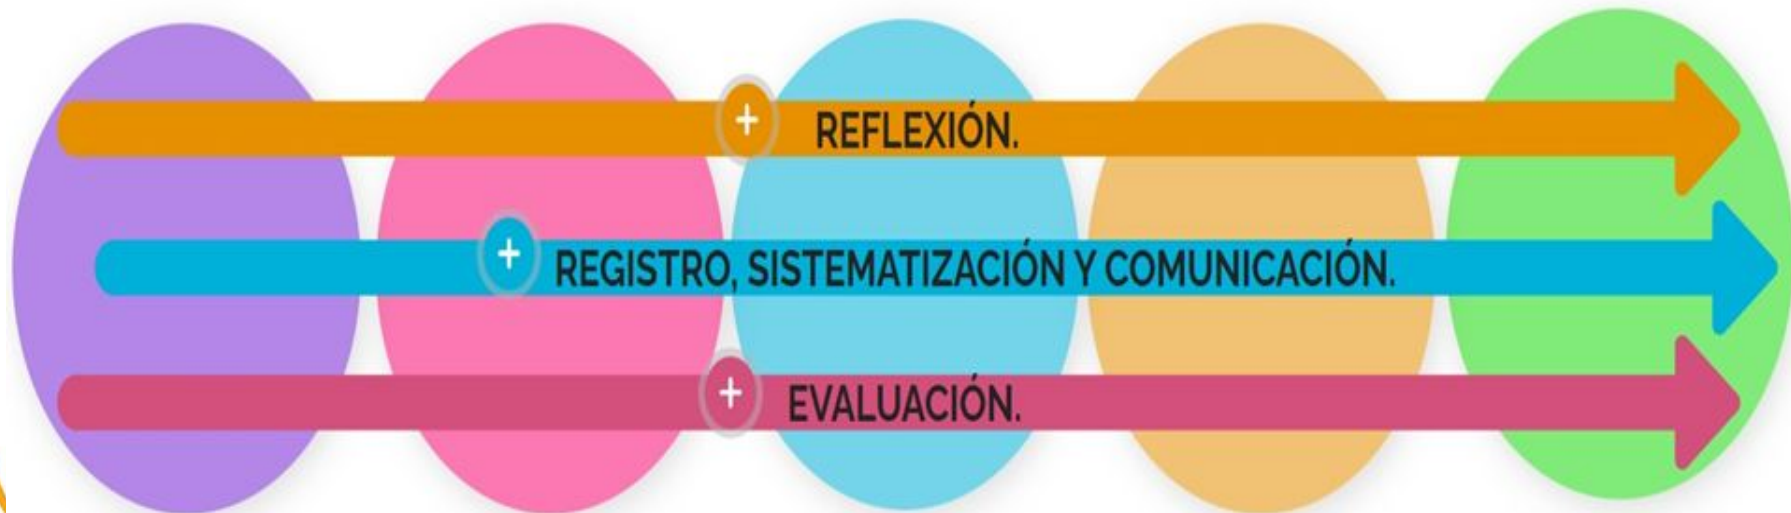 REFLEXIÓN.
REGISTRO, SISTEMATIZACIÓN Y COMUNICACIÓN.
EVALUACIÓN.